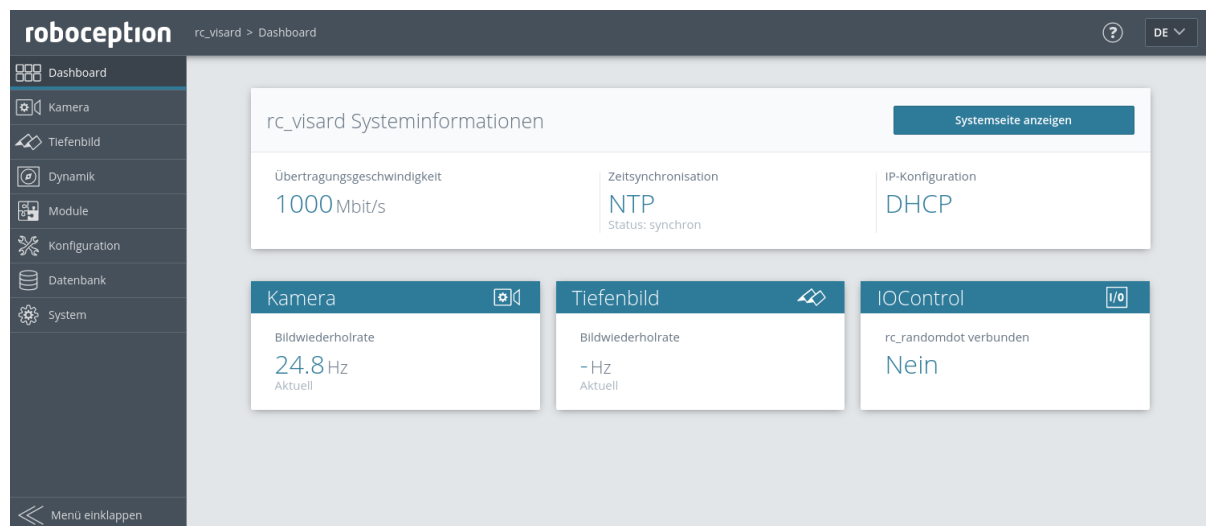 roboception rc_visard > Dashboard ? DE
Dashboard
Kamera
Tiefenbild
Dynamik
Module
Konfiguration
Datenbank
System
Menü einklappen
rc_visard Systeminformationen Systemseite anzeigen
Übertragungsgeschwindigkeit Zeitsynchronisation IP-Konfiguration
1000 Mbit/s NTP DHCP
Status: synchron
Kamera Tiefenbild IOControl I/O
Bildwiederholrate Bildwiederholrate rc_randomdot verbunden
24.8 Hz - Hz Nein
Aktuell Aktuell